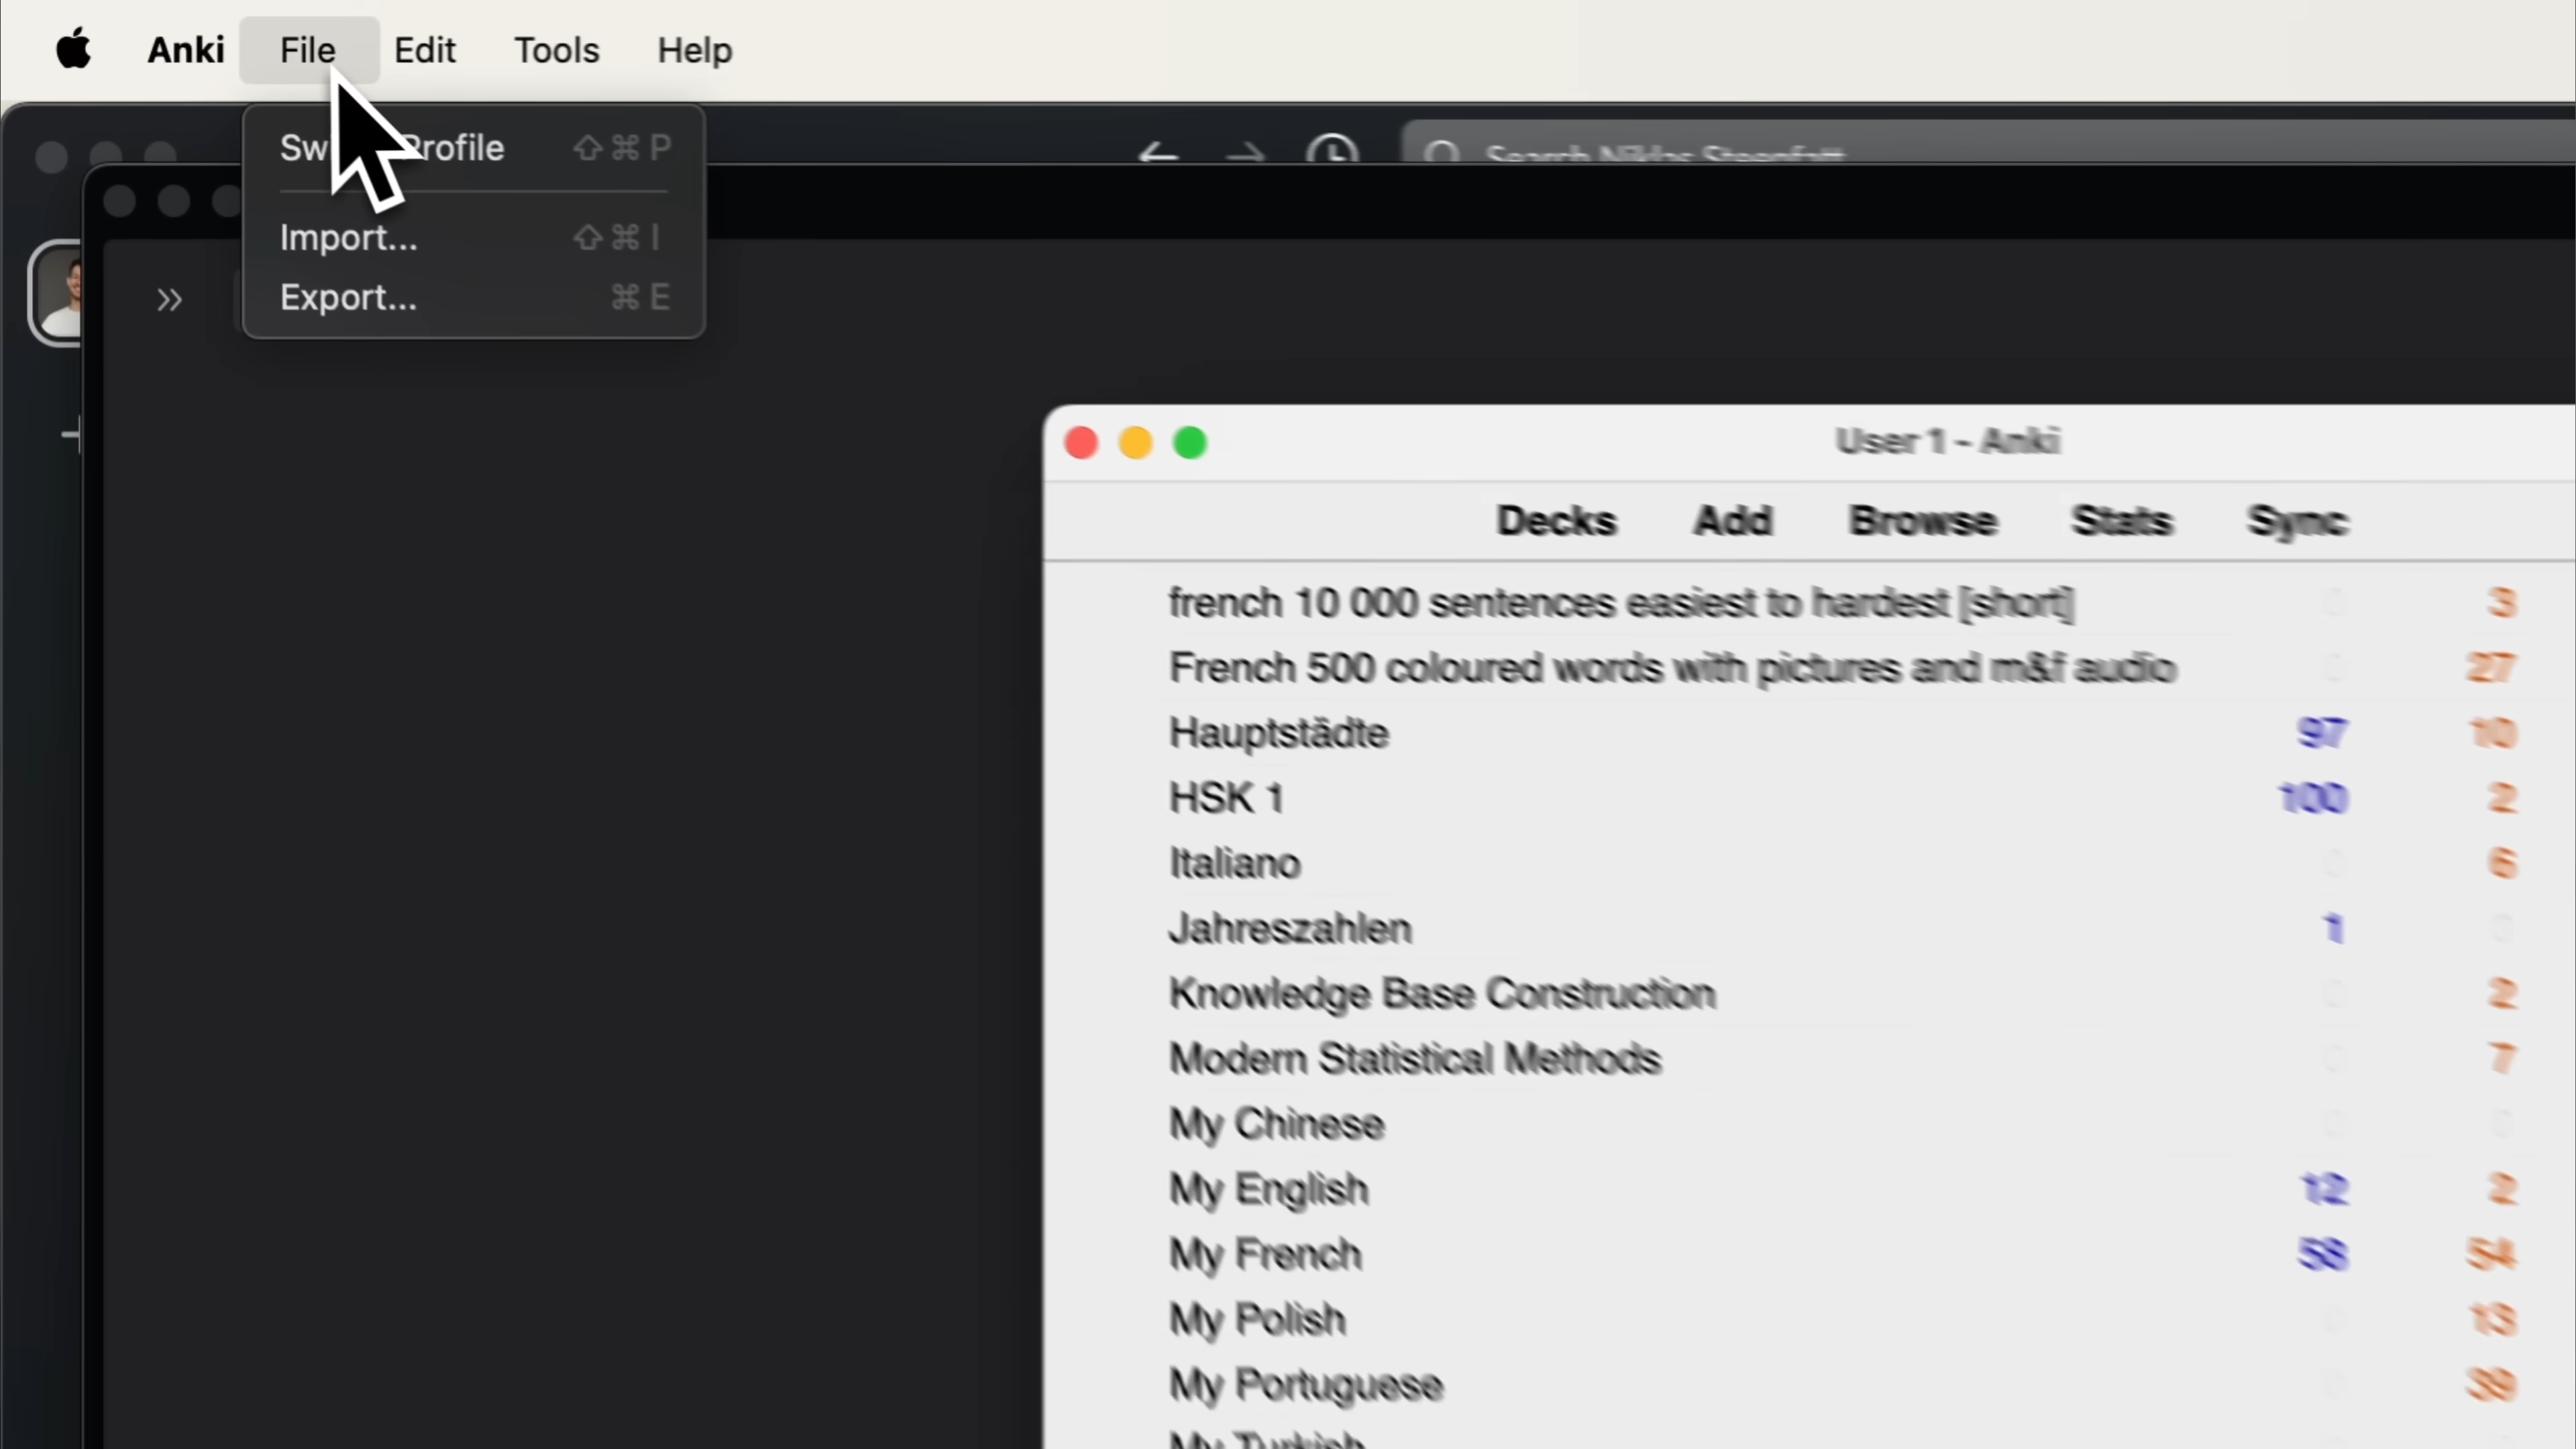 Anki File Edit Tools Help
Profile ⇧⌘P
Import... ⇧⌘I
Export... ⌘E
User 1 - Anki
Decks Add Browse Stats Sync
french 10 000 sentences easiest to hardest [short] 3
French 500 coloured words with pictures and m&f audio 27
Hauptstädte 97 10
HSK 1 100 2
Italiano 6
Jahreszahlen 1
Knowledge Base Construction 2
Modern Statistical Methods 7
My Chinese
My English 12 2
My French 58 54
My Polish 13
My Portuguese 39
My Turkish